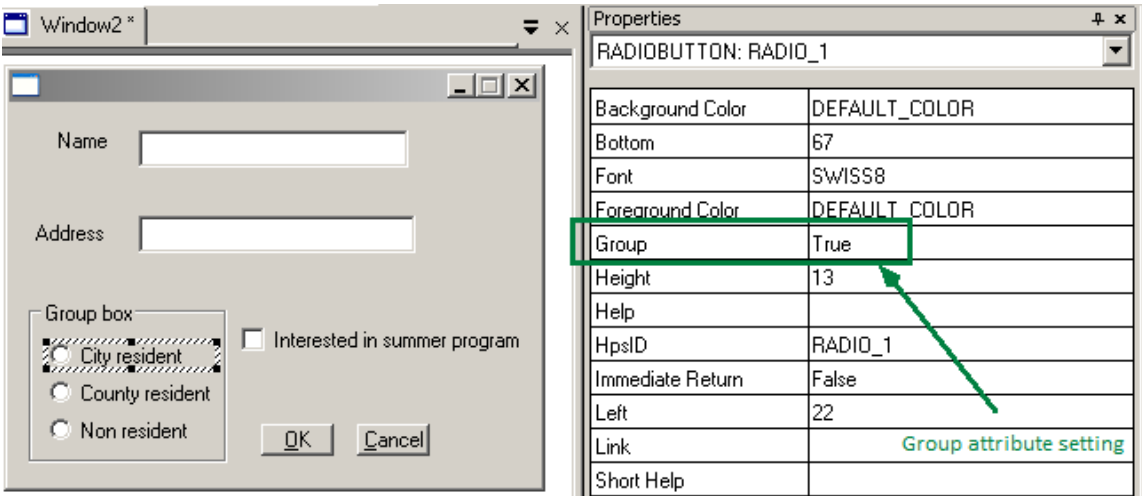 Window2 *
Name
Address
Group box
City resident
County resident
Non resident
Interested in summer program
OK
Cancel
Properties
RADIOBUTTON: RADIO_1
Background Color DEFAULT_COLOR
Bottom 67
Font SWISS8
Foreground Color DEFAULT_COLOR
Group True
Height 13
Help
HpsID RADIO_1
Immediate Return False
Left 22
Link
Group attribute setting
Short Help